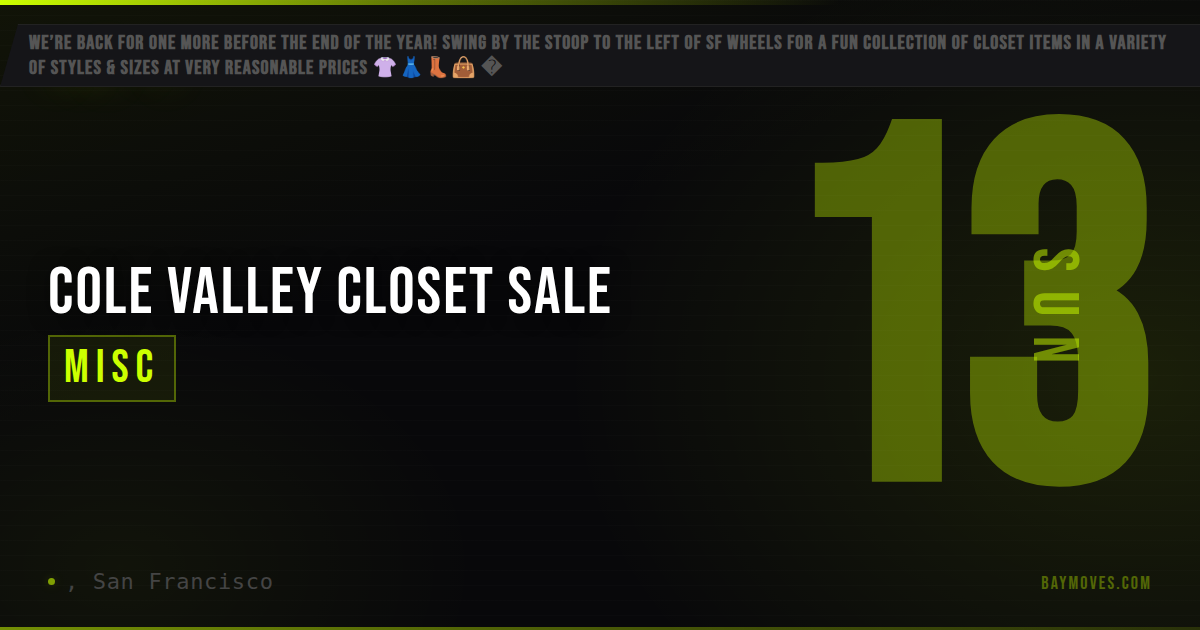 WE'RE BACK FOR ONE MORE BEFORE THE END OF THE YEAR! SWING BY THE STOOP TO THE LEFT OF SF WHEELS FOR A FUN COLLECTION OF CLOSET ITEMS IN A VARIETY
OF STYLES & SIZES AT VERY REASONABLE PRICES 👚 👗 👢 👜 �
13
SUN
COLE VALLEY CLOSET SALE
MISC
, San Francisco
BAYMOVES.COM